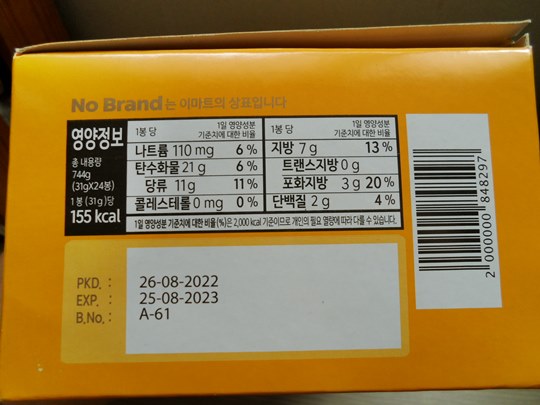 No Brand 는 이마트의 상표입니다
영양정보
총 내용량
744g
(31gX24봉)
1봉 (31g)당
155 kcal
1봉 당 1일 영양성분 기준치에 대한 비율
나트륨 110 mg 6 %
탄수화물 21 g 6 %
당류 11g 11 %
콜레스테롤 0 mg 0 %
1봉 당 1일 영양성분 기준치에 대한 비율
지방 7 g 13 %
트랜스지방 0 g
포화지방 3 g 20 %
단백질 2 g 4 %
1일 영양성분 기준치에 대한 비율(%)은 2,000 kcal 기준이므로 개인의 필요 열량에 따라 다를 수 있습니다.
2 000000 848297
PKD. : 26-08-2022
EXP. : 25-08-2023
B.No. : A-61